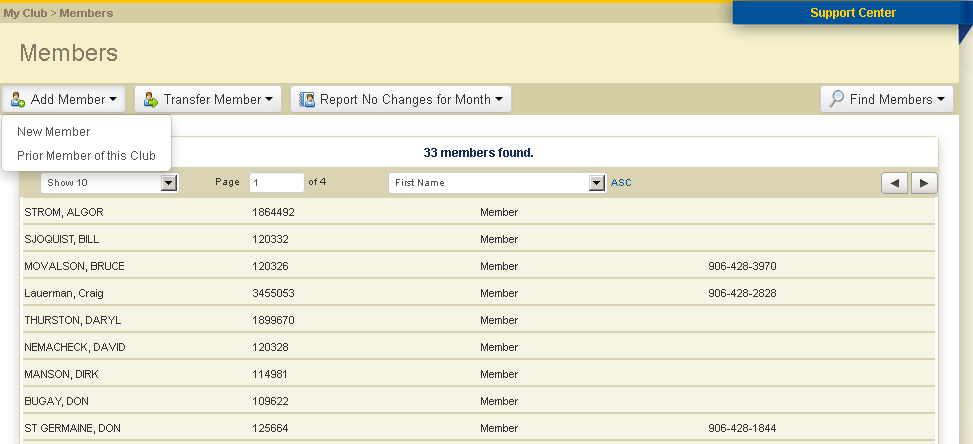 My Club > Members
Support Center
Members
Add Member
Transfer Member
Report No Changes for Month
Find Members
New Member
Prior Member of this Club
33 members found.
Show 10 Page 1 of 4 First Name ASC
STROM, ALGOR 1864492 Member
SJOQUIST, BILL 120332 Member
MOVALSON, BRUCE 120326 Member 906-428-3970
Lauerman, Craig 3455053 Member 906-428-2828
THURSTON, DARYL 1899670 Member
NEMACHECK, DAVID 120328 Member
MANSON, DIRK 114981 Member
BUGAY, DON 109622 Member
ST GERMAINE, DON 125664 Member 906-428-1844